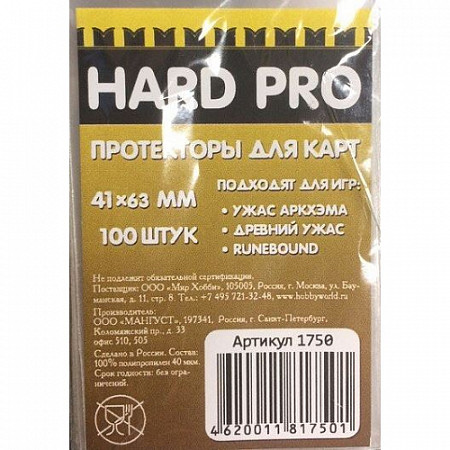 HARD PRO
ПРОТЕКТОРЫ ДЛЯ КАРТ
41×63 ММ
100 ШТУК
ПОДХОДЯТ ДЛЯ ИГР:
• УЖАС АРКХЭМА
• ДРЕВНИЙ УЖАС
• RUNEBOUND
Не подлежит обязательной сертификации.
Поставщик: ООО «Мир Хобби», 105005, Россия, г. Москва, ул. Бау-
манская, д. 11, стр. 8. Тел.: +7 495 721-32-48, www.hobbyworld.ru
Производитель:
ООО «МАНГУСТ», 197341, Россия, г. Санкт-Петербург,
Коломяжский пр., д. 33
офис 510, 505
Сделано в России. Состав:
100% полипропилен 40 мкм.
Срок годности: без огра-
ничений.
Артикул 1750
4620011817501